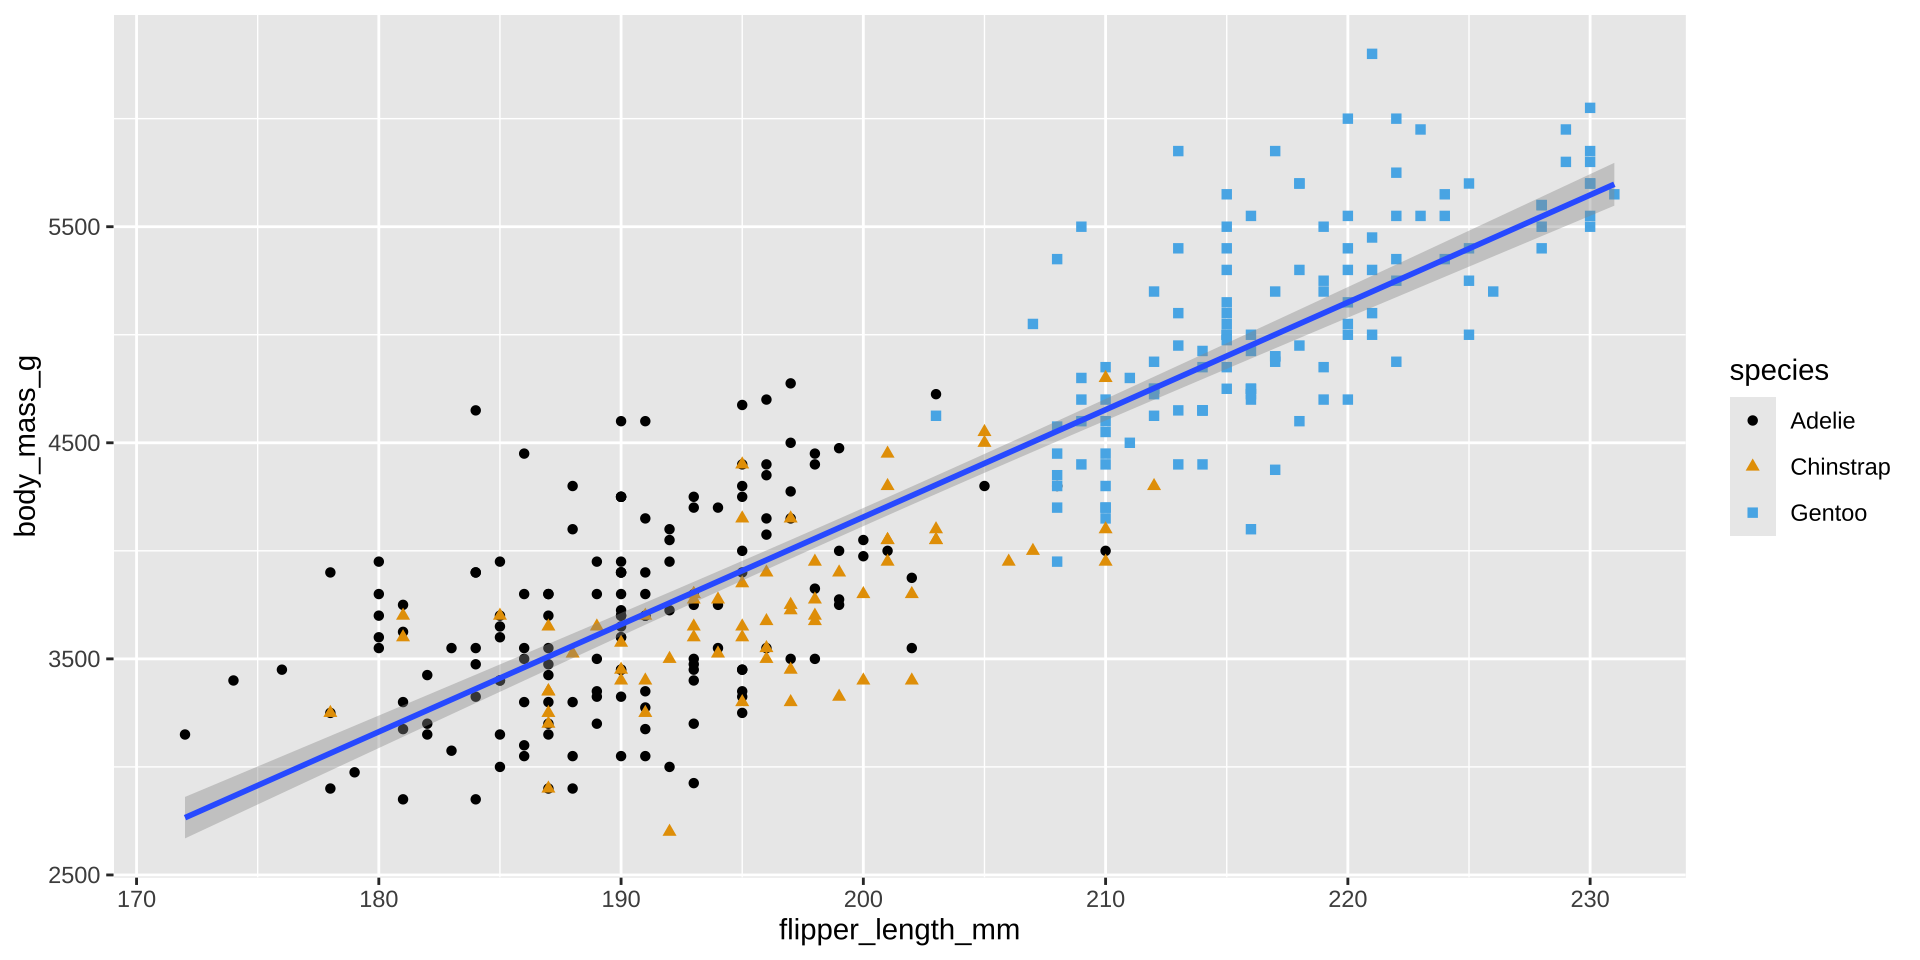 body_mass_g
5500
4500
3500
2500
170 180 190 200 210 220 230
flipper_length_mm
species
Adelie
Chinstrap
Gentoo